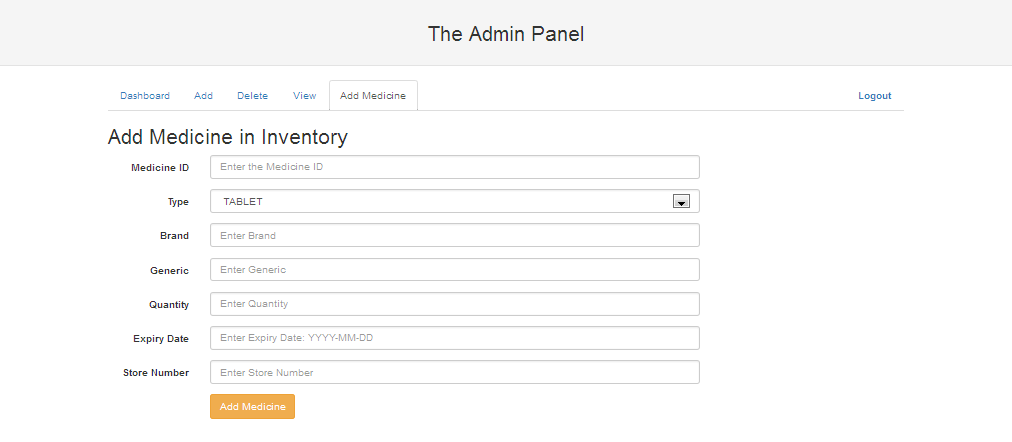 The Admin Panel
Dashboard Add Delete View Add Medicine Logout
Add Medicine in Inventory
Medicine ID Enter the Medicine ID
Type TABLET
Brand Enter Brand
Generic Enter Generic
Quantity Enter Quantity
Expiry Date Enter Expiry Date: YYYY-MM-DD
Store Number Enter Store Number
Add Medicine